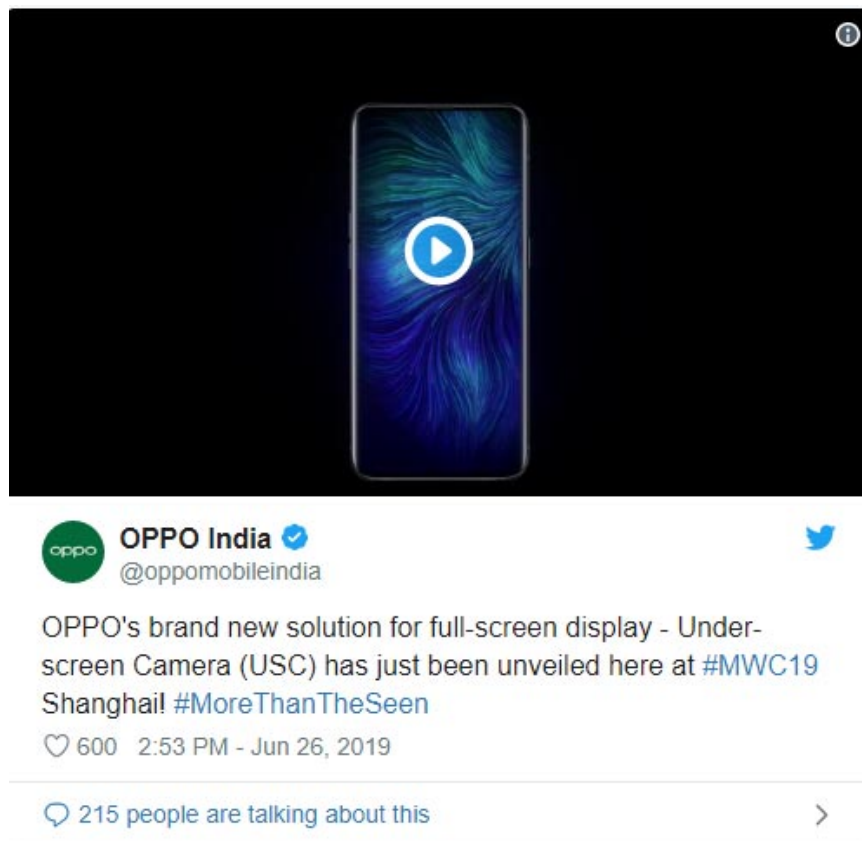 oppo
OPPO India
@oppomobileindia
OPPO's brand new solution for full-screen display - Under-
screen Camera (USC) has just been unveiled here at #MWC19
Shanghai! #MoreThanTheSeen
600 2:53 PM - Jun 26, 2019
215 people are talking about this